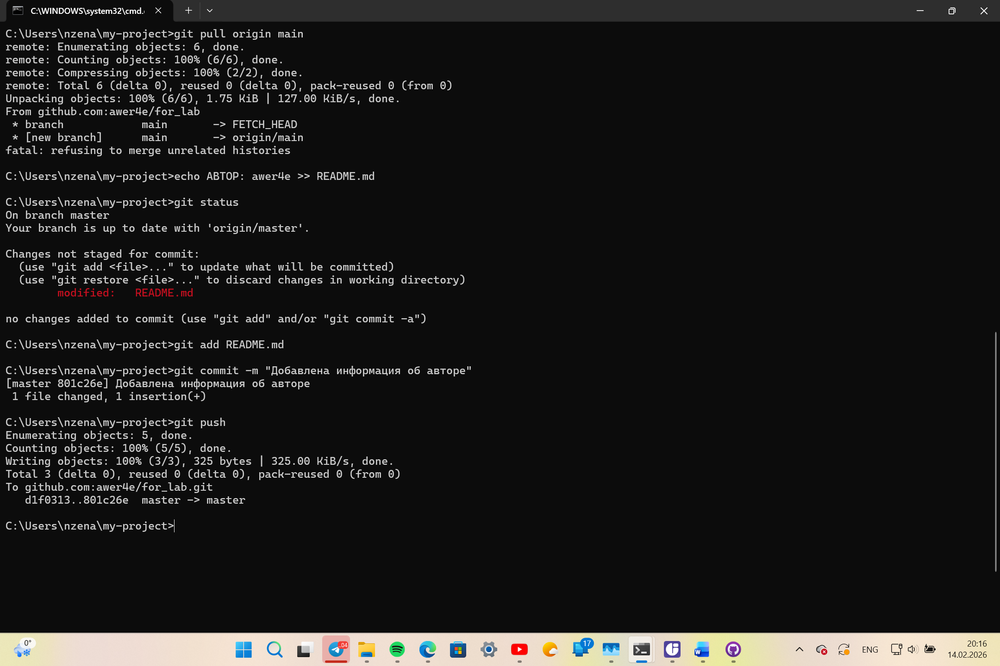 C:\WINDOWS\system32\cmd.
C:\Users\nzena\my-project>git pull origin main
remote: Enumerating objects: 6, done.
remote: Counting objects: 100% (6/6), done.
remote: Compressing objects: 100% (2/2), done.
remote: Total 6 (delta 0), reused 0 (delta 0), pack-reused 0 (from 0)
Unpacking objects: 100% (6/6), 1.75 KiB | 127.00 KiB/s, done.
From github.com:awer4e/for_lab
 * branch            main       -> FETCH_HEAD
 * [new branch]      main       -> origin/main
fatal: refusing to merge unrelated histories
C:\Users\nzena\my-project>echo АВТОР: awer4e >> README.md
C:\Users\nzena\my-project>git status
On branch master
Your branch is up to date with 'origin/master'.
Changes not staged for commit:
  (use "git add <file>..." to update what will be committed)
  (use "git restore <file>..." to discard changes in working directory)
        modified:   README.md
no changes added to commit (use "git add" and/or "git commit -a")
C:\Users\nzena\my-project>git add README.md
C:\Users\nzena\my-project>git commit -m "Добавлена информация об авторе"
[master 801c26e] Добавлена информация об авторе
 1 file changed, 1 insertion(+)
C:\Users\nzena\my-project>git push
Enumerating objects: 5, done.
Counting objects: 100% (5/5), done.
Writing objects: 100% (3/3), 325 bytes | 325.00 KiB/s, done.
Total 3 (delta 0), reused 0 (delta 0), pack-reused 0 (from 0)
To github.com:awer4e/for_lab.git
   d1f0313..801c26e  master -> master
C:\Users\nzena\my-project>
0°
..04
17
ENG
20:16
14.02.2026